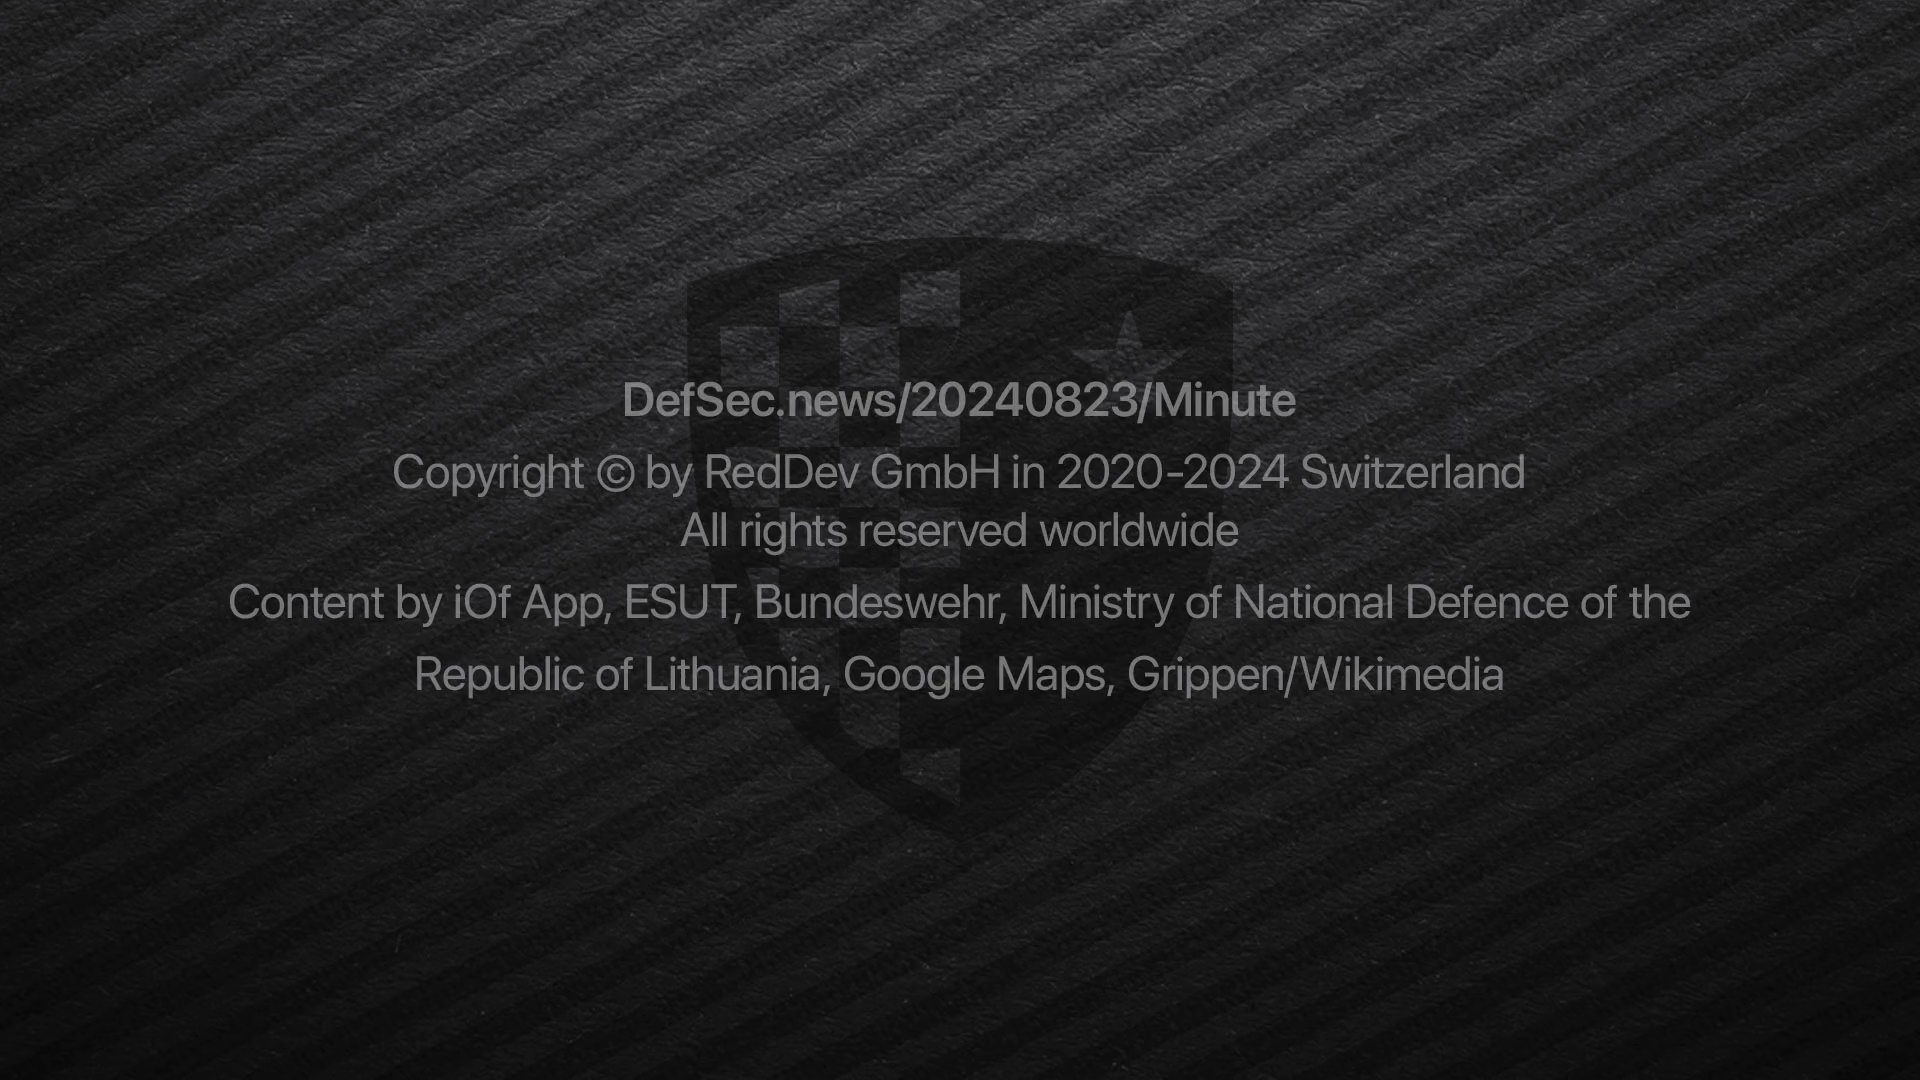 DefSec.news/20240823/Minute
Copyright © by RedDev GmbH in 2020-2024 Switzerland
All rights reserved worldwide
Content by iOf App, ESUT, Bundeswehr, Ministry of National Defence of the
Republic of Lithuania, Google Maps, Grippen/Wikimedia